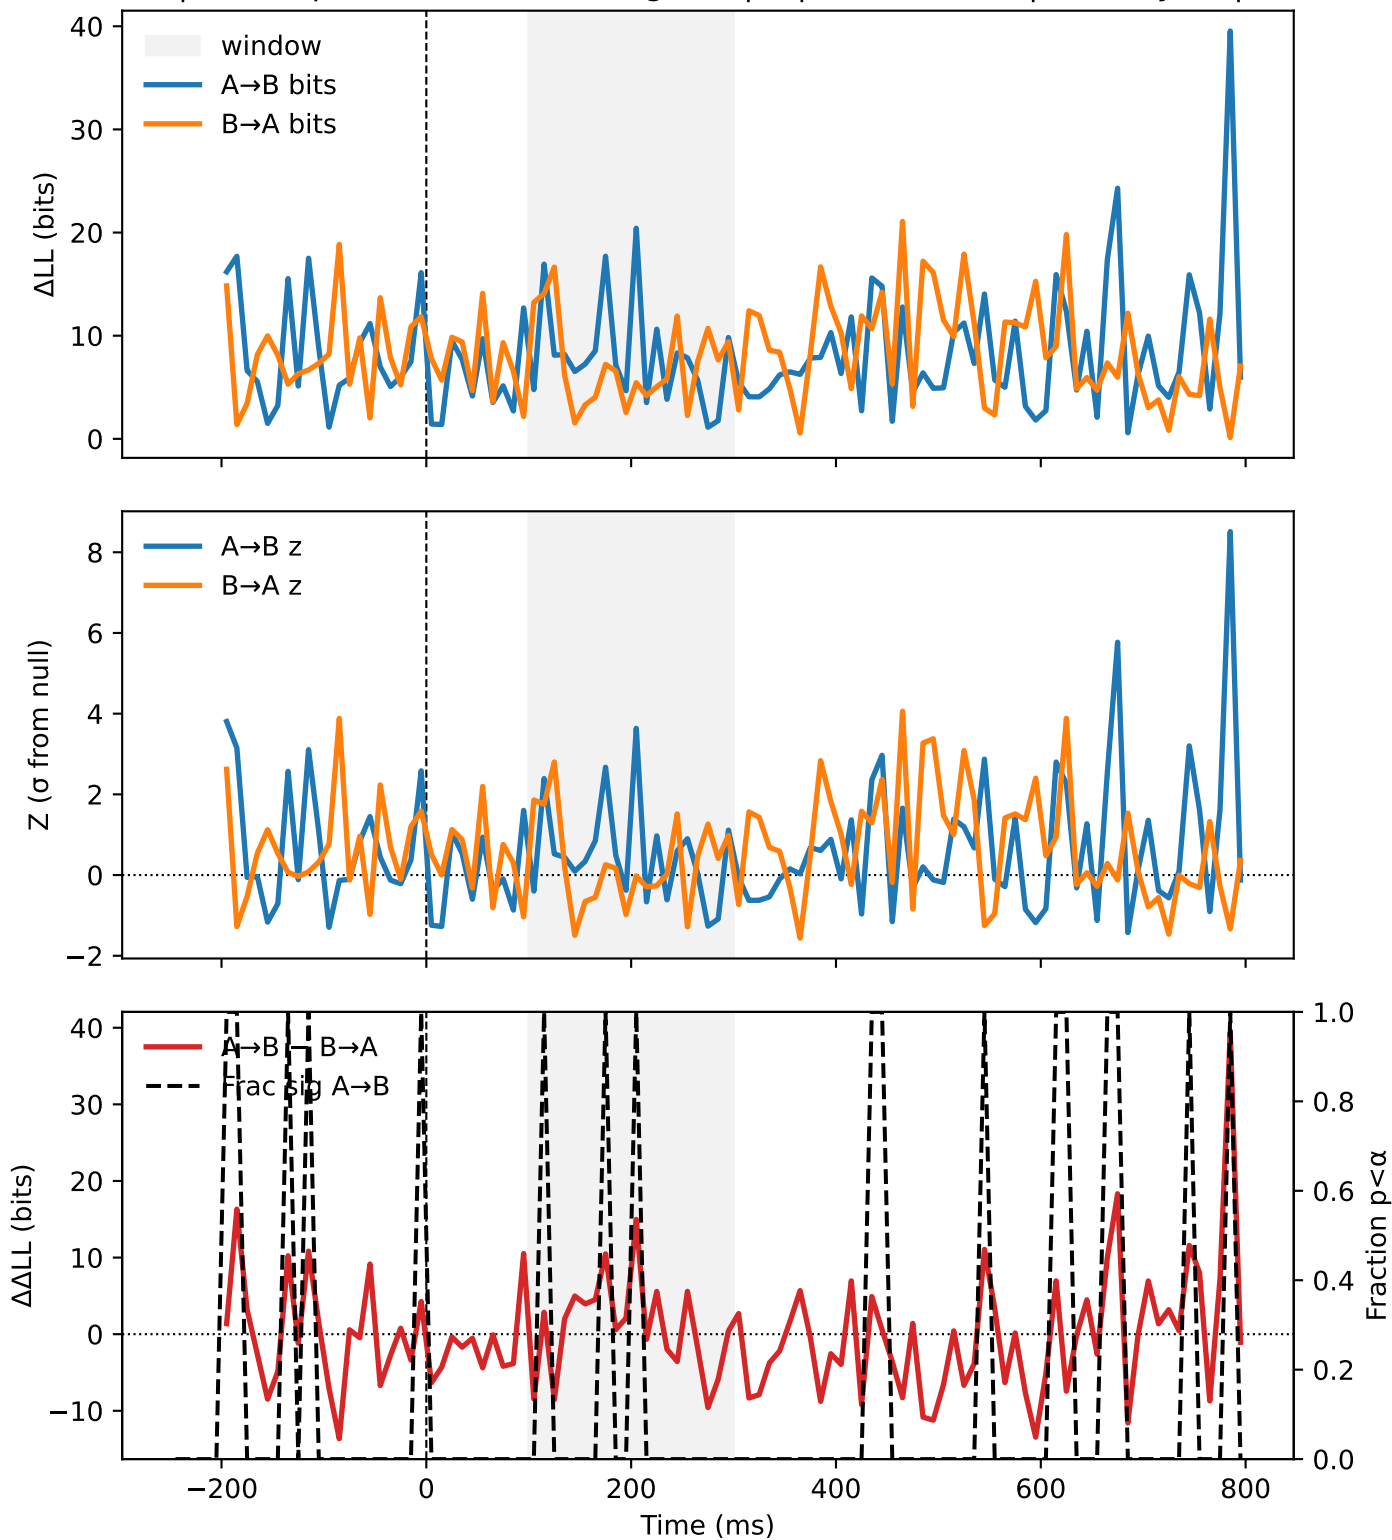 40
30
20
10
0
ΔLL (bits)
window
A→B bits
B→A bits
8
6
4
2
0
−2
Z (σ from null)
A→B z
B→A z
40
30
20
10
0
−10
ΔΔLL (bits)
A→B − B→A
Frac sig A→B
1.0
0.8
0.6
0.4
0.2
0.0
Fraction p<α
−200 0 200 400 600 800
Time (ms)